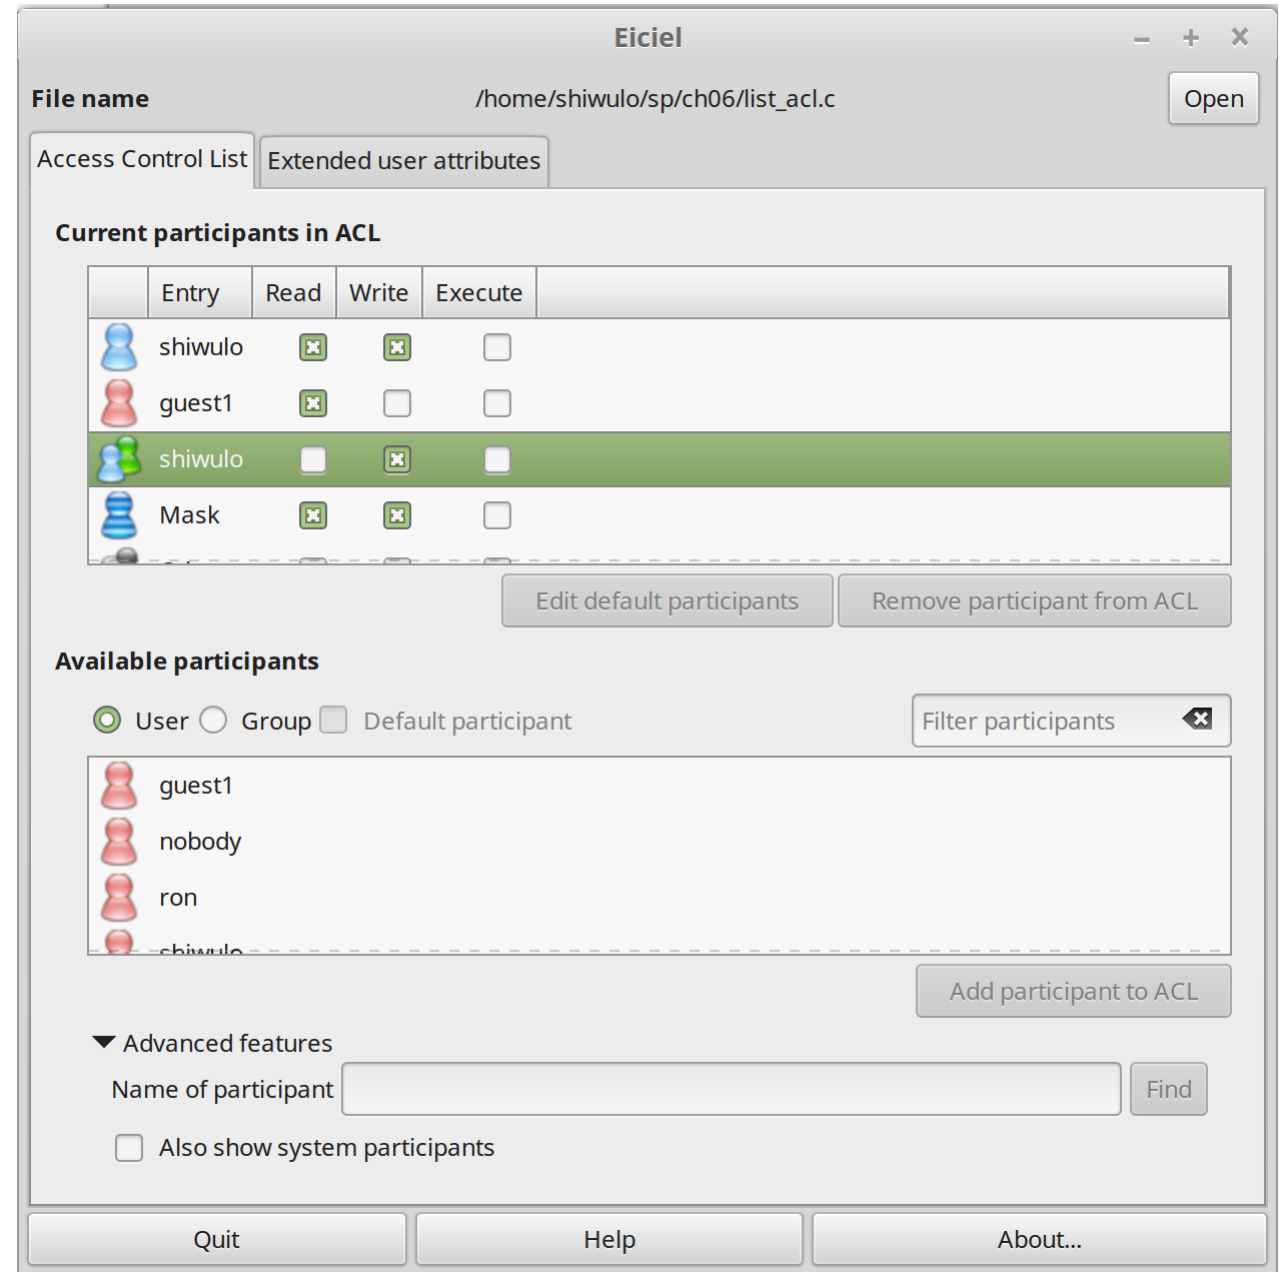 Eiciel
File name /home/shiwulo/sp/ch06/list_acl.c Open
Access Control List Extended user attributes
Current participants in ACL
Entry Read Write Execute
shiwulo
guest1
shiwulo
Mask
Edit default participants Remove participant from ACL
Available participants
User Group Default participant Filter participants
guest1
nobody
ron
shiwulo
Add participant to ACL
Advanced features
Name of participant Find
Also show system participants
Quit Help About...